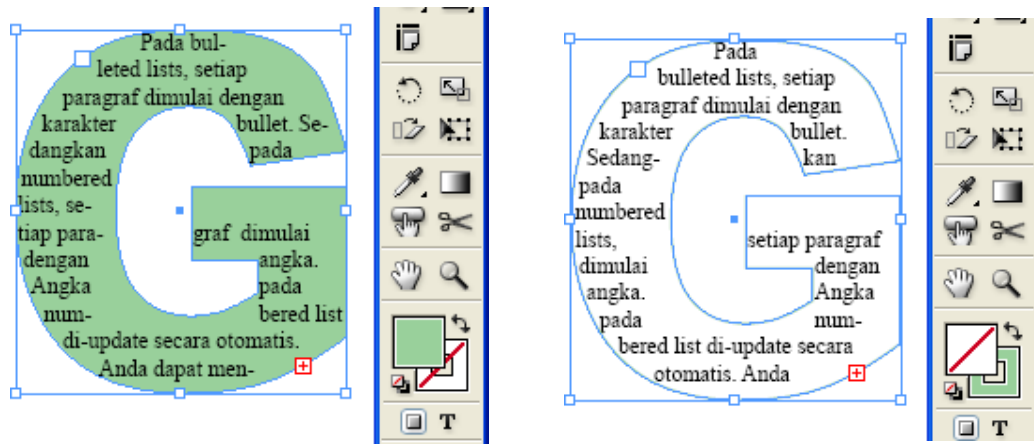 Pada bul-
leted lists, setiap
paragraf dimulai dengan
karakter bullet. Se-
dangkan pada
numbered
lists, se-
tiap para- graf dimulai
dengan angka.
Angka pada
num- bered list
di-update secara otomatis.
Anda dapat men-
T
Pada
bulleted lists, setiap
paragraf dimulai dengan
karakter bullet.
Sedang- kan
pada
numbered
lists, setiap paragraf
dimulai dengan
angka. Angka
pada num-
bered list di-update secara
otomatis. Anda
T